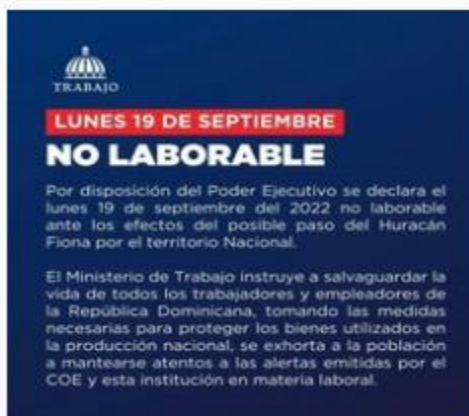 TRABAJO
LUNES 19 DE SEPTIEMBRE
NO LABORABLE
Por disposición del Poder Ejecutivo se declara el
lunes 19 de septiembre del 2022 no laborable
ante los efectos del posible paso del Huracán
Fiona por el territorio Nacional.
El Ministerio de Trabajo instruye a salvaguardar la
vida de todos los trabajadores y empleadores de
la República Dominicana, tomando las medidas
necesarias para proteger los bienes utilizados en
la producción nacional, se exhorta a la población
a mantearse atentos a las alertas emitidas por el
COE y esta institución en materia laboral.